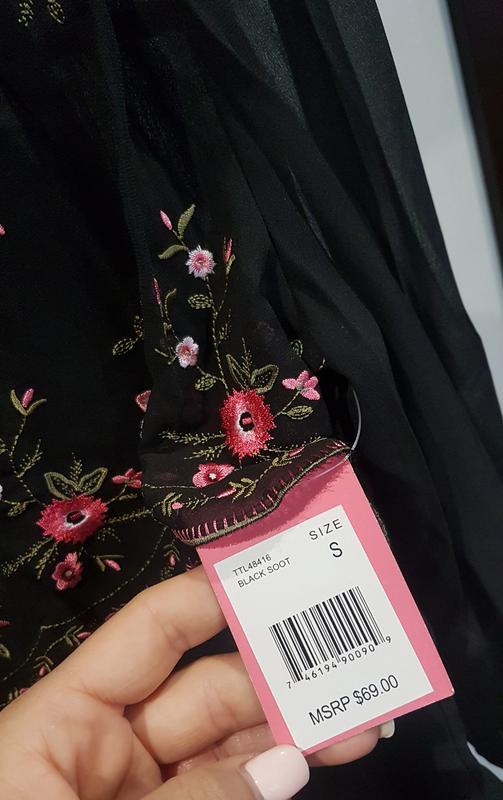 SIZE
S
TTL48416
BLACK SOOT
7 46194 90090 9
MSRP $69.00